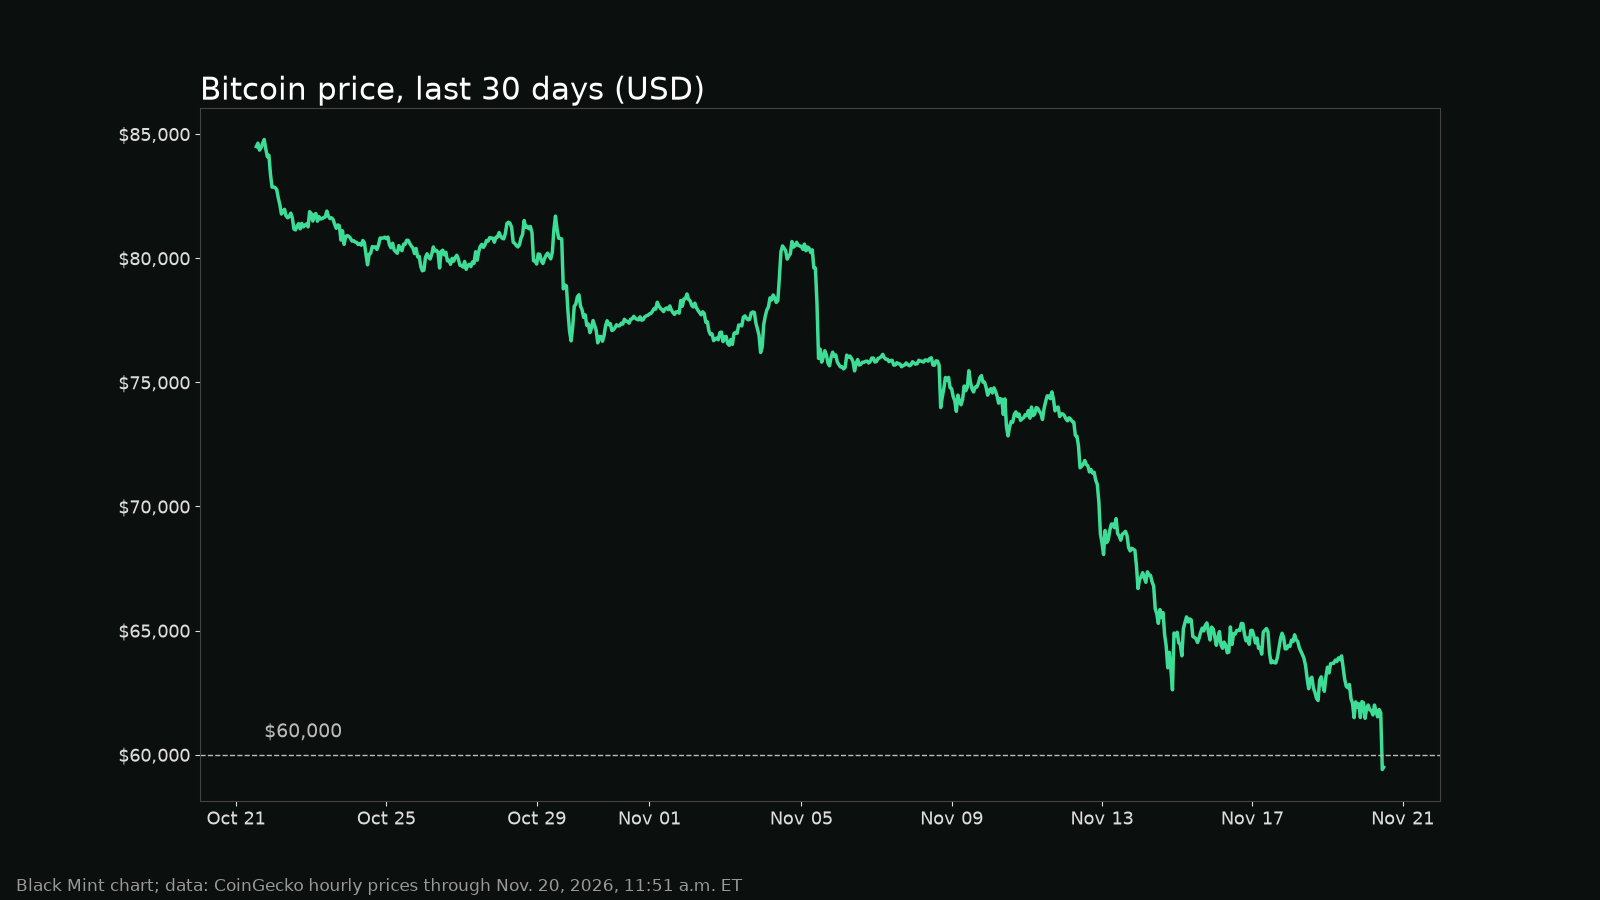 Bitcoin price, last 30 days (USD)
$85,000
$80,000
$75,000
$70,000
$65,000
$60,000
$60,000
Oct 21 Oct 25 Oct 29 Nov 01 Nov 05 Nov 09 Nov 13 Nov 17 Nov 21
Black Mint chart; data: CoinGecko hourly prices through Nov. 20, 2026, 11:51 a.m. ET